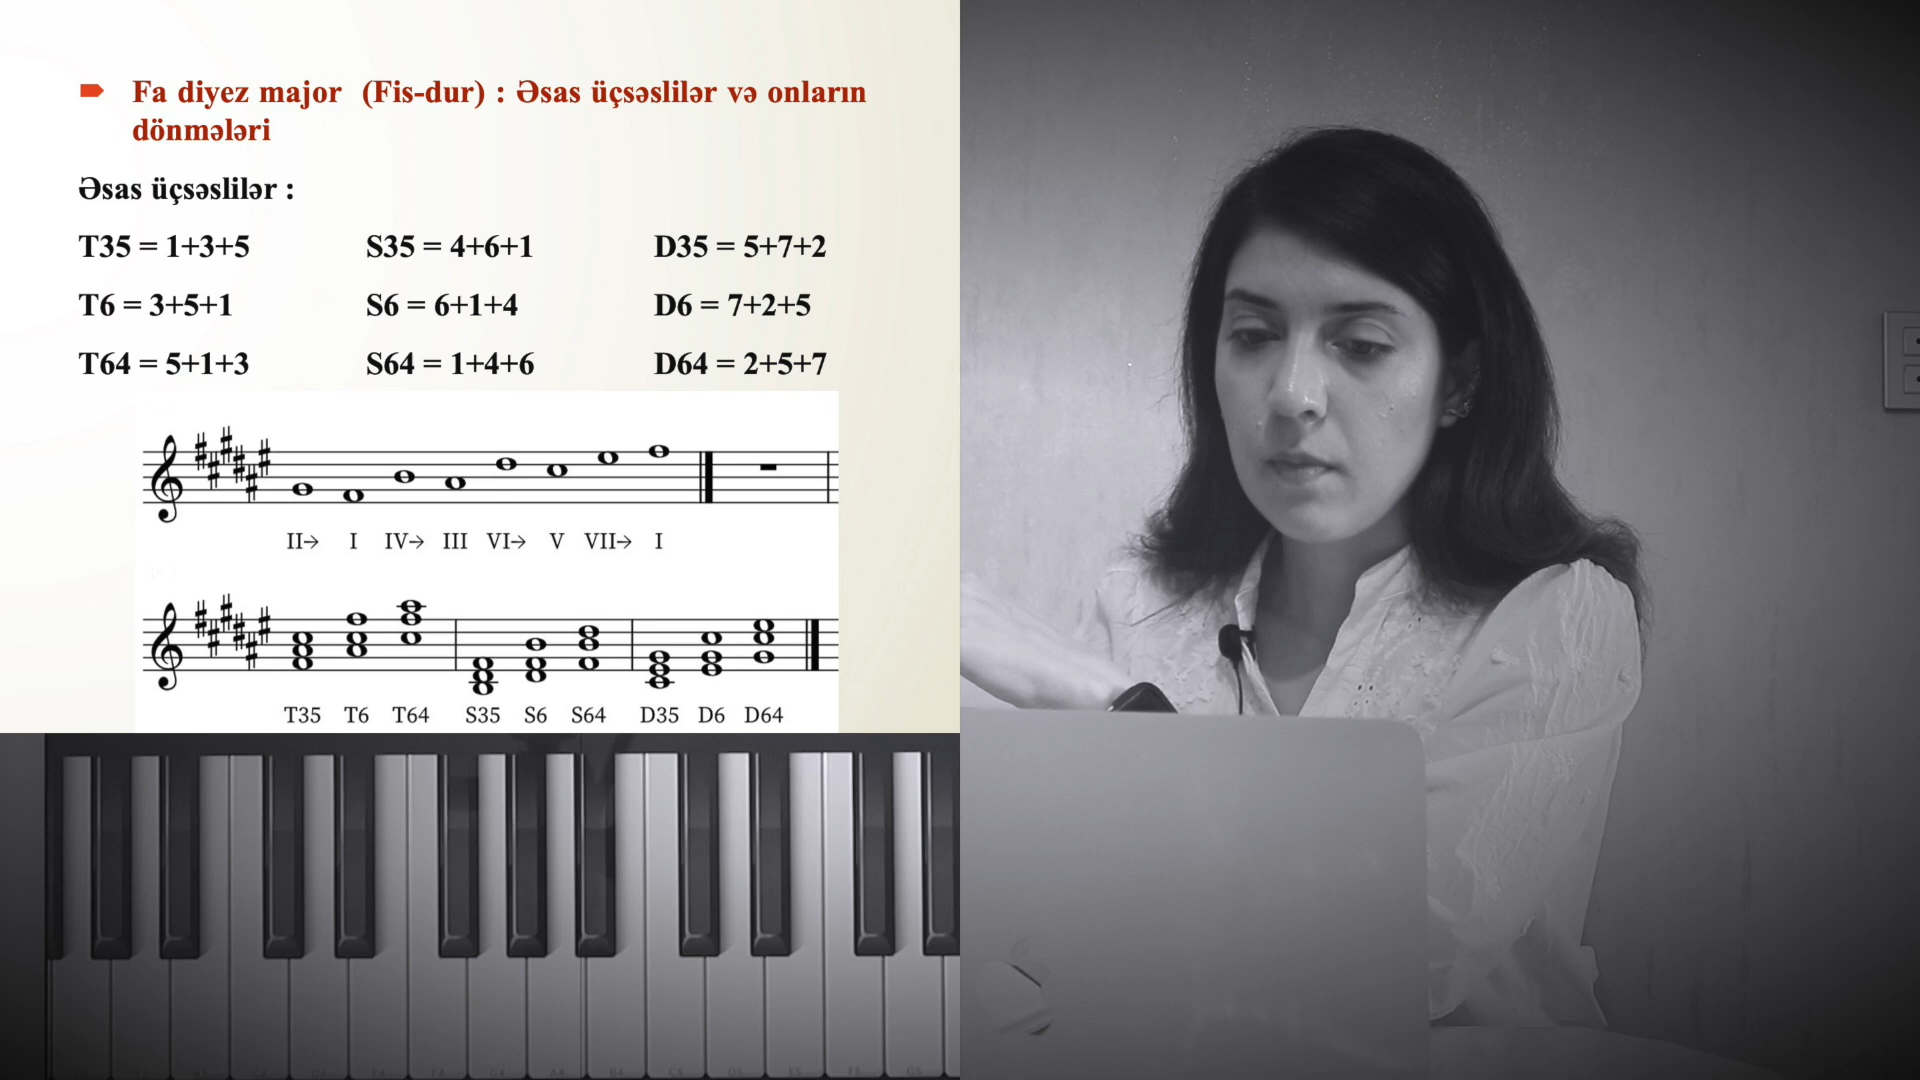 Fa diyez major (Fis-dur) : Əsas üçsəslilər və onların
dönmələri
Əsas üçsəslilər :
T35 = 1+3+5 S35 = 4+6+1 D35 = 5+7+2
T6 = 3+5+1 S6 = 6+1+4 D6 = 7+2+5
T64 = 5+1+3 S64 = 1+4+6 D64 = 2+5+7
II→ I IV→ III VI→ V VII→ I
T35 T6 T64 S35 S6 S64 D35 D6 D64